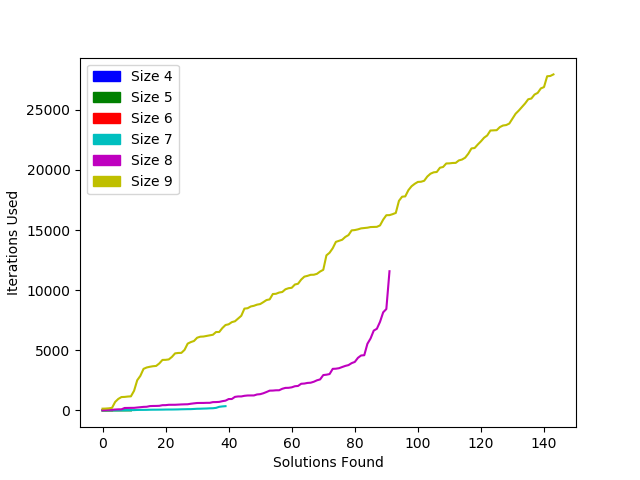 Size 4
Size 5
Size 6
Size 7
Size 8
Size 9
Iterations Used
25000
20000
15000
10000
5000
0
0 20 40 60 80 100 120 140
Solutions Found